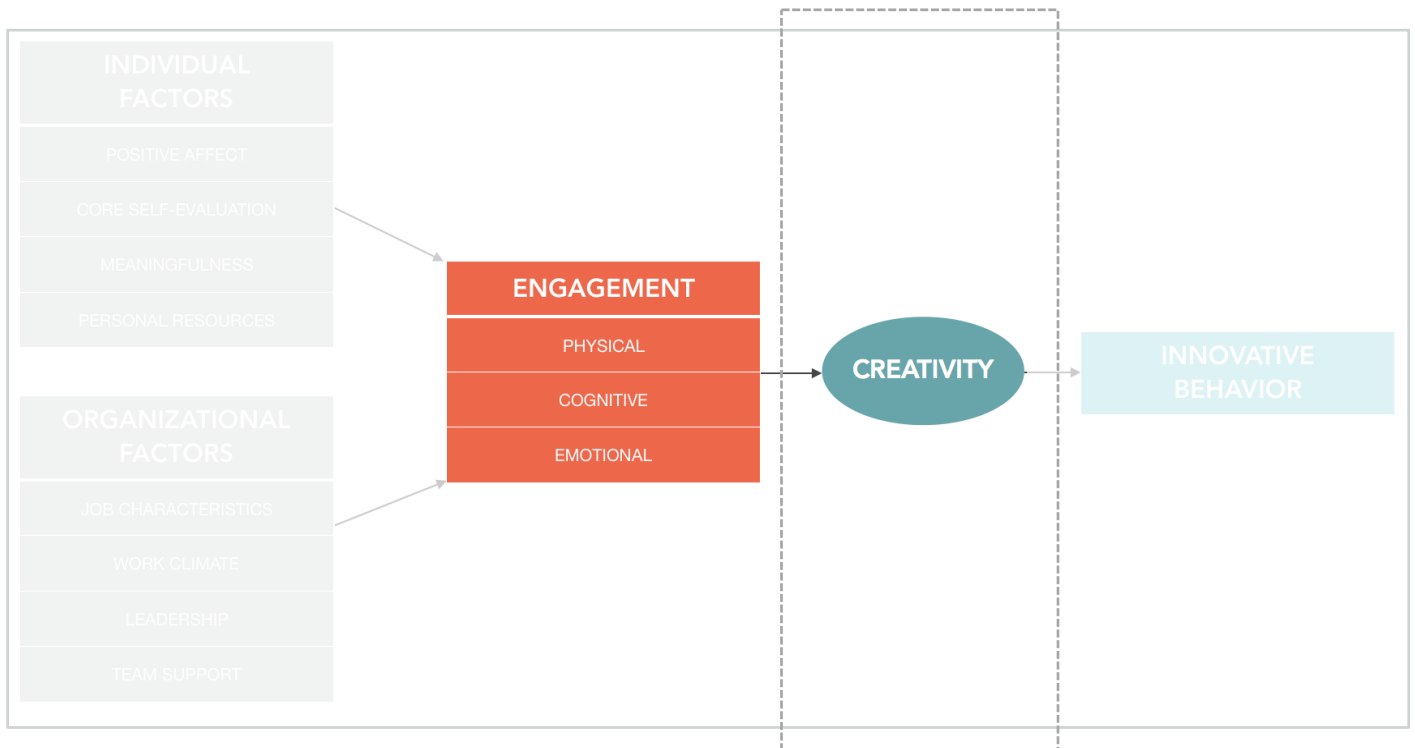 INDIVIDUAL
FACTORS
POSITIVE AFFECT
CORE SELF-EVALUATION
MEANINGFULNESS
PERSONAL RESOURCES
ORGANIZATIONAL
FACTORS
JOB CHARACTERISTICS
WORK CLIMATE
LEADERSHIP
TEAM SUPPORT
ENGAGEMENT
PHYSICAL
COGNITIVE
EMOTIONAL
CREATIVITY
INNOVATIVE
BEHAVIOR